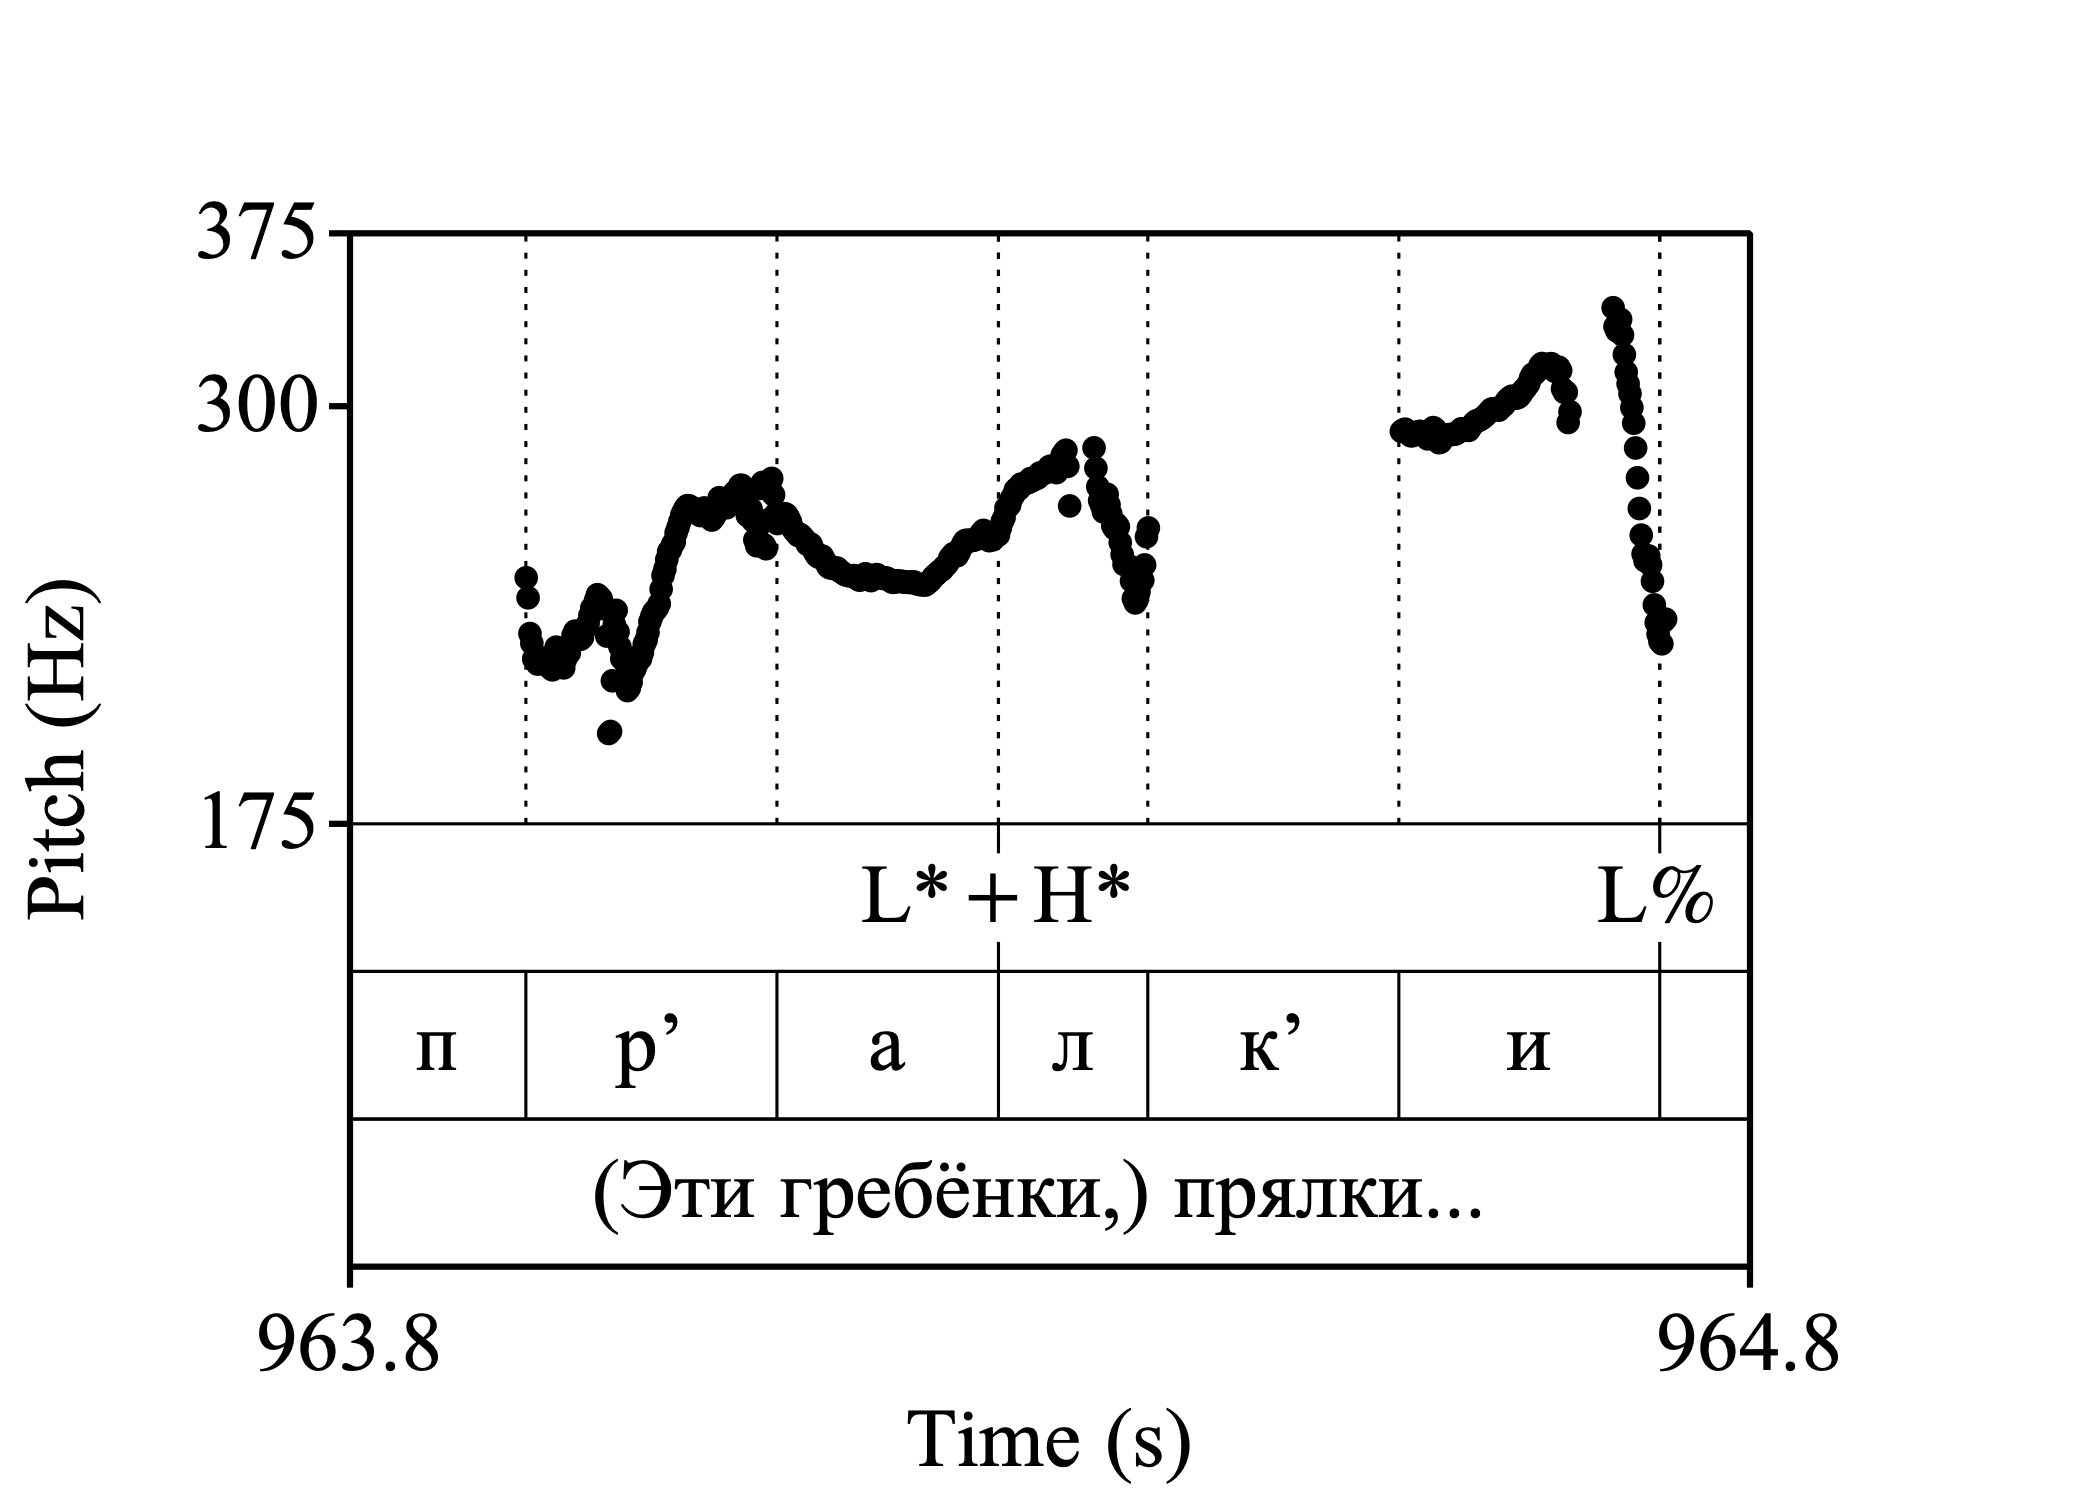 375
300
175
Pitch (Hz)
L*+H* L%
п р’ а л к’ и
(Эти гребёнки,) прялки...
963.8 964.8
Time (s)